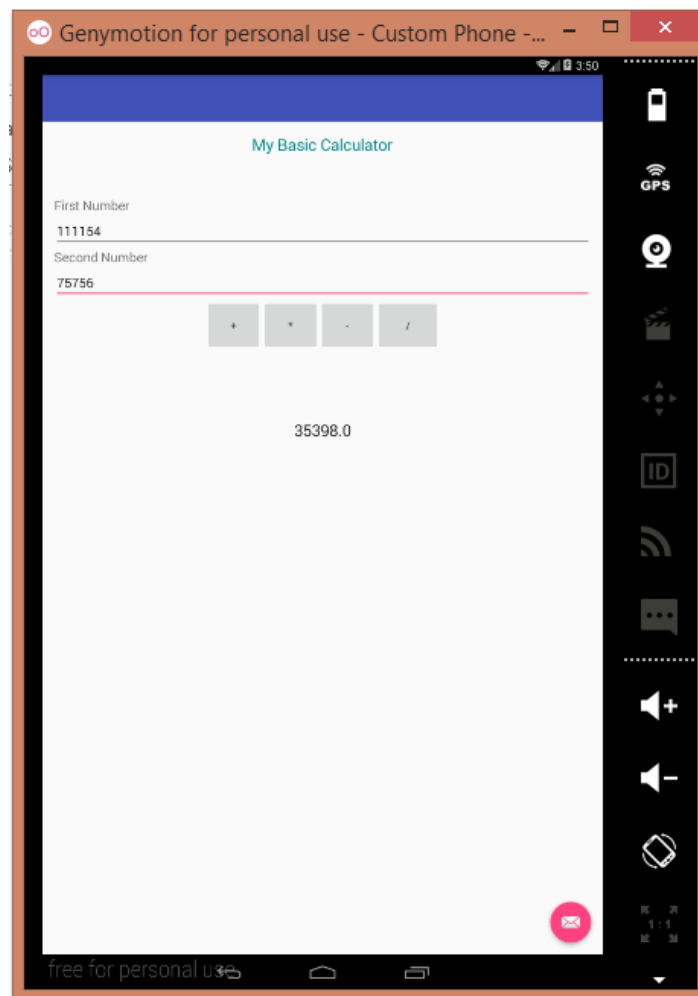 Genymotion for personal use - Custom Phone -...
3:50
My Basic Calculator
GPS
First Number
111154
Second Number
75756
+ * - /
35398.0
ID
1:1
free for personal use